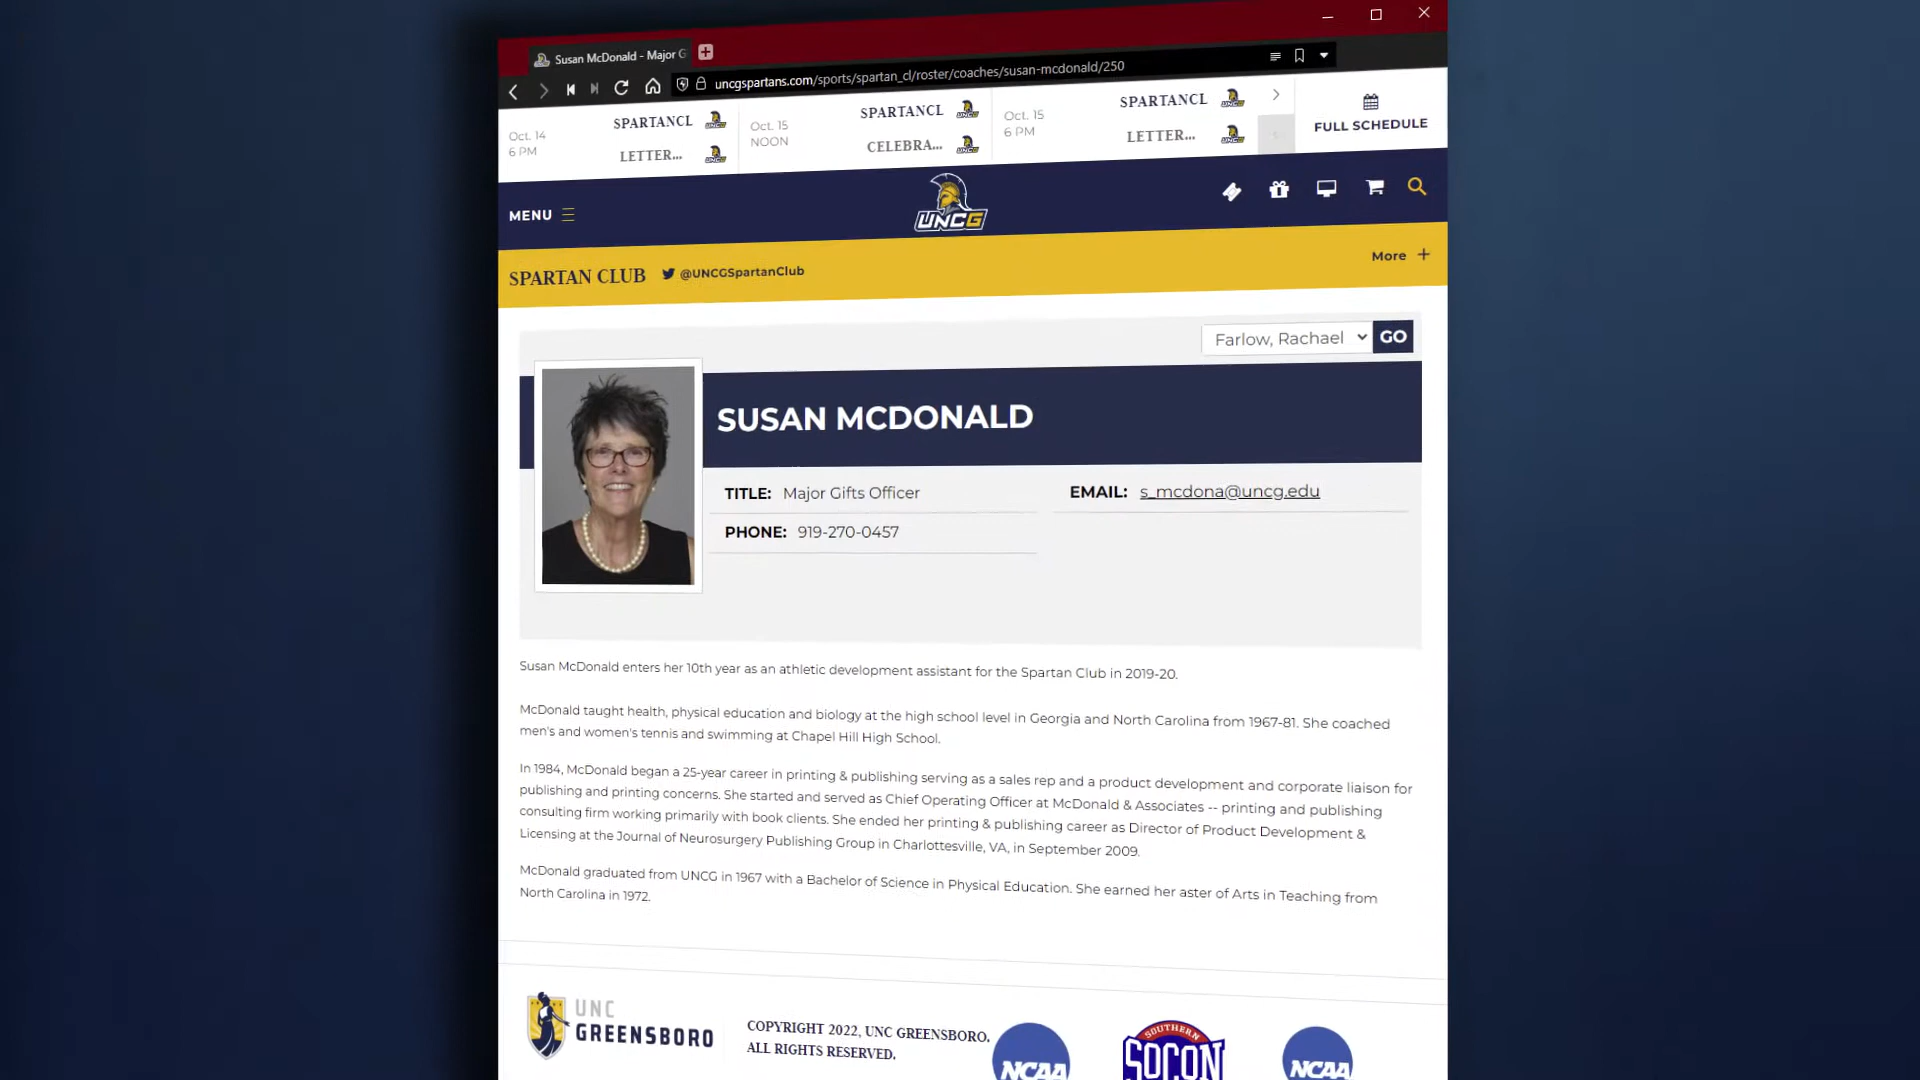 Susan McDonald - Major G
uncgspartans.com/sports/spartan_cl/roster/coaches/susan-mcdonald/250
Oct. 14
6 PM
SPARTANCL
LETTER...
Oct. 15
NOON
SPARTANCL
CELEBRA...
Oct. 15
6 PM
SPARTANCL
LETTER...
FULL SCHEDULE
MENU
UNCG
SPARTAN CLUB @UNCGSpartanClub
More
Farlow, Rachael GO
SUSAN MCDONALD
TITLE: Major Gifts Officer
EMAIL: s_mcdona@uncg.edu
PHONE: 919-270-0457
Susan McDonald enters her 10th year as an athletic development assistant for the Spartan Club in 2019-20.
McDonald taught health, physical education and biology at the high school level in Georgia and North Carolina from 1967-81. She coached
men's and women's tennis and swimming at Chapel Hill High School.
In 1984, McDonald began a 25-year career in printing & publishing serving as a sales rep and a product development and corporate liaison for
publishing and printing concerns. She started and served as Chief Operating Officer at McDonald & Associates -- printing and publishing
consulting firm working primarily with book clients. She ended her printing & publishing career as Director of Product Development &
Licensing at the Journal of Neurosurgery Publishing Group in Charlottesville, VA, in September 2009.
McDonald graduated from UNCG in 1967 with a Bachelor of Science in Physical Education. She earned her aster of Arts in Teaching from
North Carolina in 1972.
UNC
GREENSBORO
COPYRIGHT 2022, UNC GREENSBORO.
ALL RIGHTS RESERVED.
NCAA
SOUTHERN
SOCON
NCAA